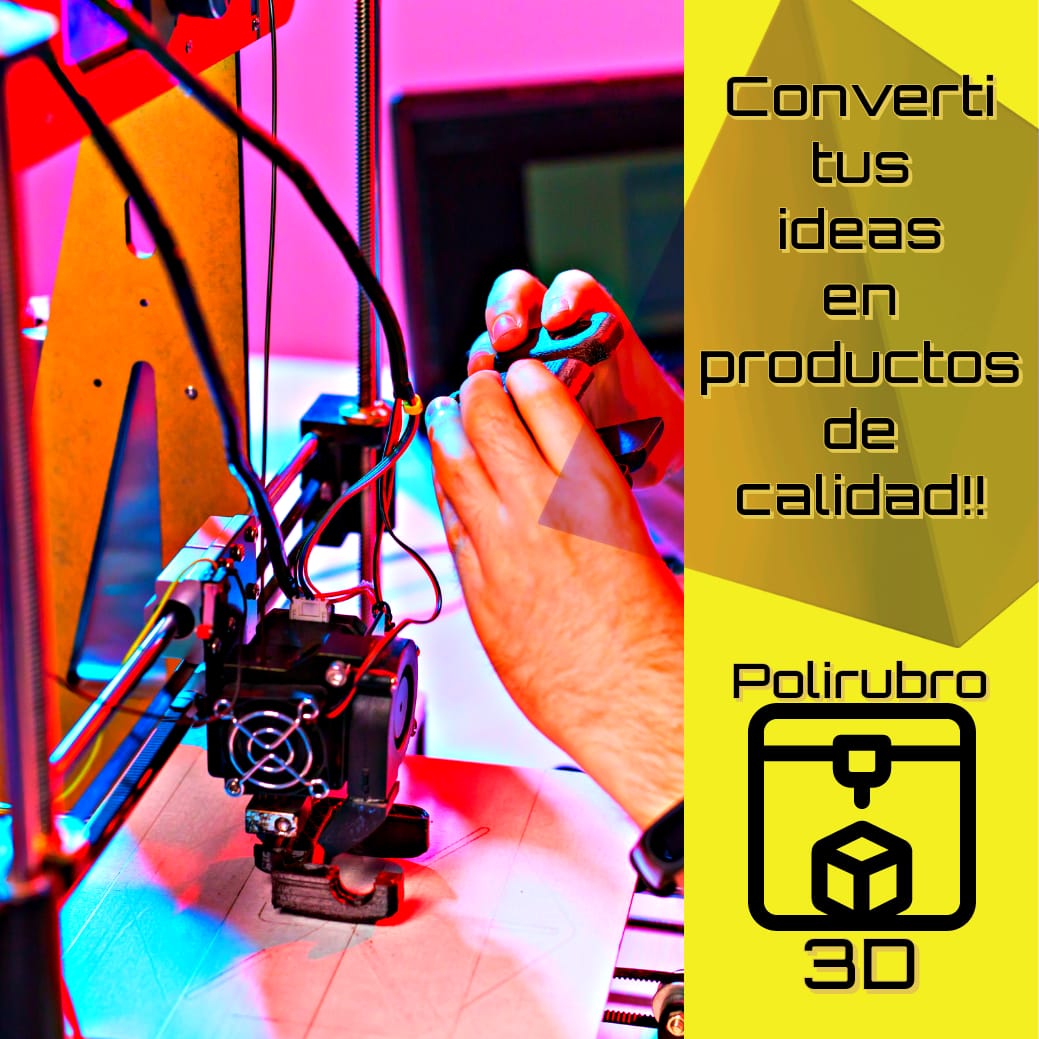 Converti
tus
ideas
en
productos
de
calidad!!
Polirubro
3D